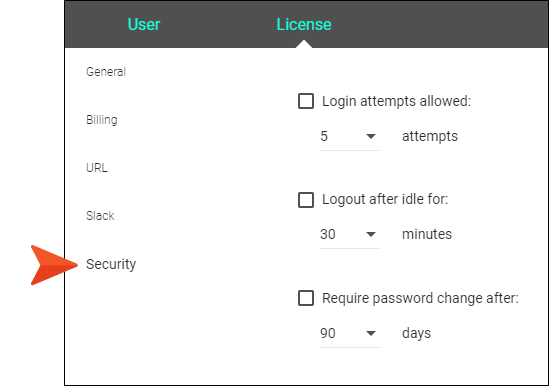 User License
General
Billing
URL
Slack
Security
Login attempts allowed:
5 attempts
Logout after idle for:
30 minutes
Require password change after:
90 days